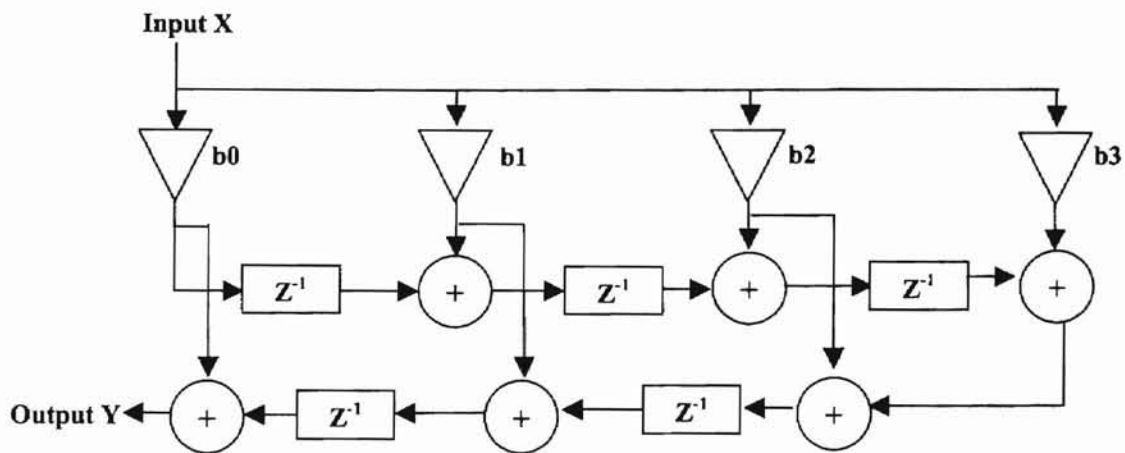 Input X
b0
b1
b2
b3
Z⁻¹
+
Z⁻¹
+
Z⁻¹
+
Output Y
+
Z⁻¹
+
Z⁻¹
+